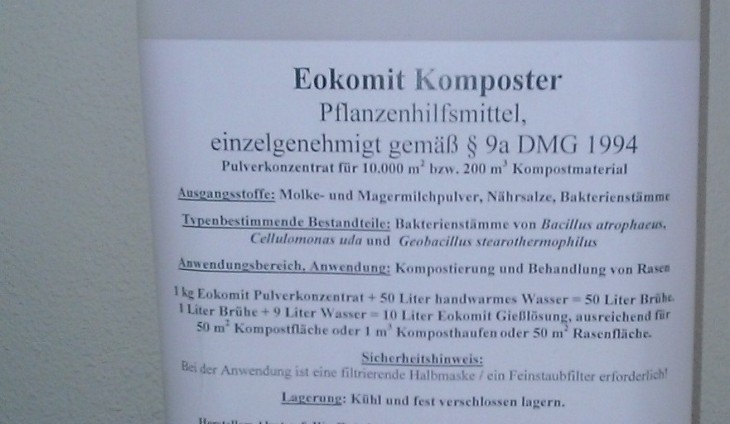 Eokomit Komposter
Pflanzenhilfsmittel,
einzelgenehmigt gemäß § 9a DMG 1994
Pulverkonzentrat für 10.000 m² bzw. 200 m³ Kompostmaterial
Ausgangsstoffe: Molke- und Magermilchpulver, Nährsalze, Bakterienstämme
Typenbestimmende Bestandteile: Bakterienstämme von Bacillus atrophaeus,
Cellulomonas uda und Geobacillus stearothermophilus
Anwendungsbereich, Anwendung: Kompostierung und Behandlung von Rasen
1 kg Eokomit Pulverkonzentrat + 50 Liter handwarmes Wasser = 50 Liter Brühe.
1 Liter Brühe + 9 Liter Wasser = 10 Liter Eokomit Gießlösung, ausreichend für
50 m² Kompostfläche oder 1 m³ Komposthaufen oder 50 m² Rasenfläche.
Sicherheitshinweis:
Bei der Anwendung ist eine filtrierende Halbmaske / ein Feinstaubfilter erforderlich!
Lagerung: Kühl und fest verschlossen lagern.